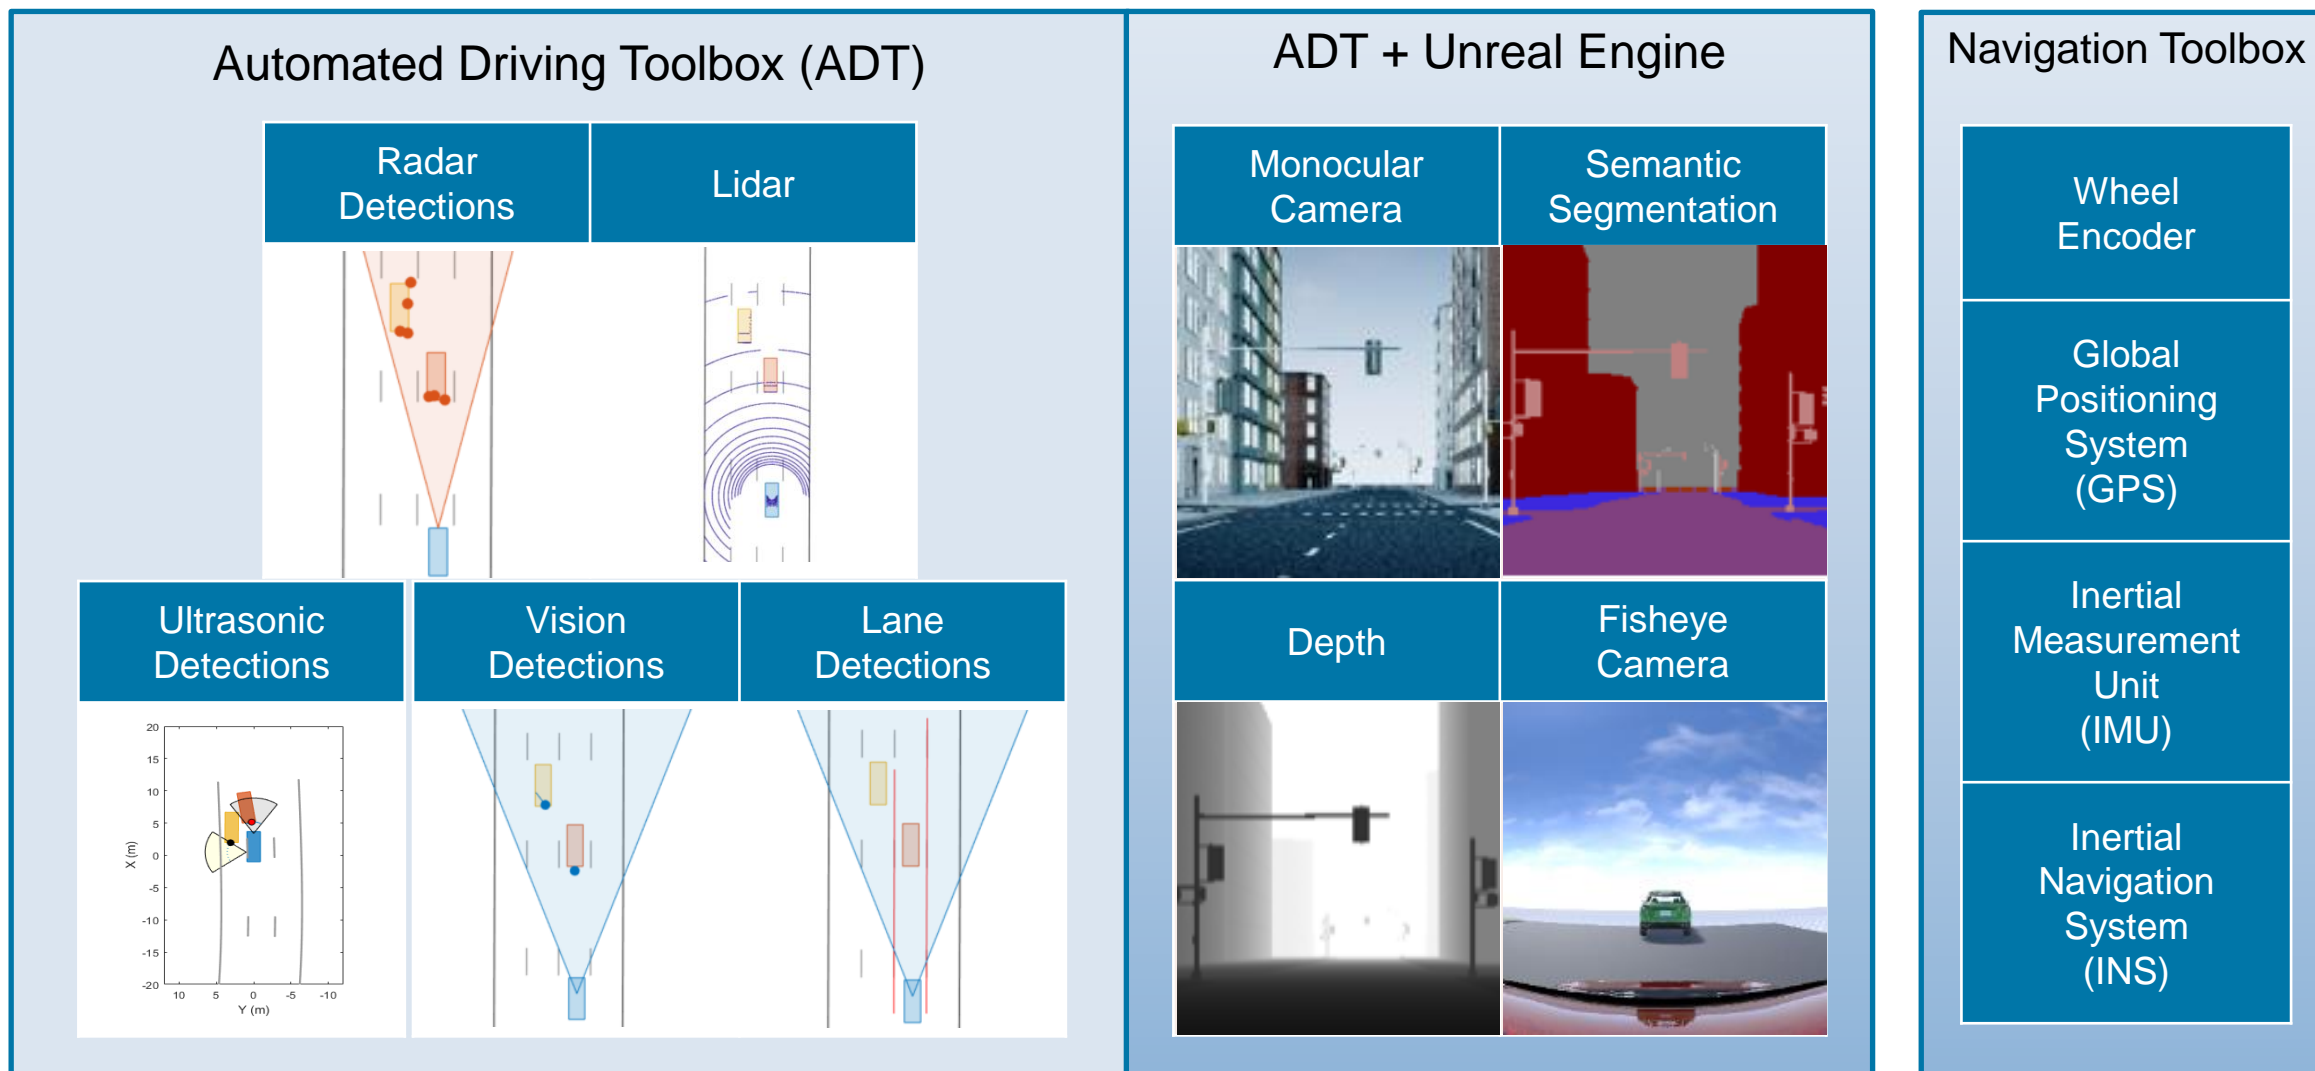 Automated Driving Toolbox (ADT)
Radar
Detections
Lidar
Ultrasonic
Detections
Vision
Detections
Lane
Detections
20
15
10
5
0
-5
-10
-15
-20
X (m)
10
5
0
-5
-10
Y (m)
ADT + Unreal Engine
Monocular
Camera
Semantic
Segmentation
Depth
Fisheye
Camera
Navigation Toolbox
Wheel
Encoder
Global
Positioning
System
(GPS)
Inertial
Measurement
Unit
(IMU)
Inertial
Navigation
System
(INS)